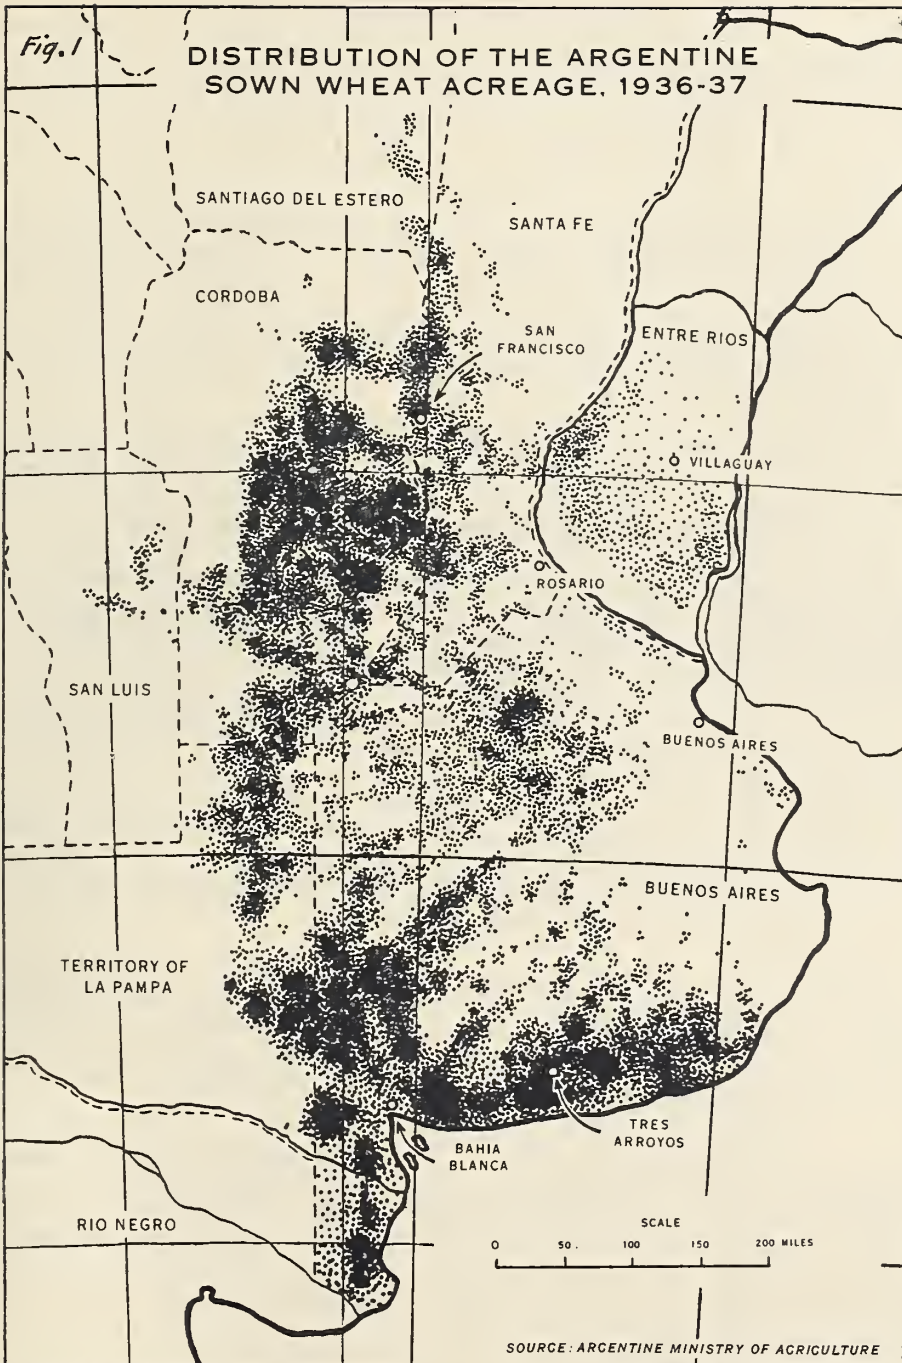 Fig. 1
DISTRIBUTION OF THE ARGENTINE
SOWN WHEAT ACREAGE, 1936-37
SANTIAGO DEL ESTERO
SANTA FE
CORDOBA
SAN
FRANCISCO
ENTRE RIOS
VILLAGUAY
ROSARIO
SAN LUIS
BUENOS AIRES
BUENOS AIRES
TERRITORY OF
LA PAMPA
TRES
ARROYOS
BAHIA
BLANCA
RIO NEGRO
SCALE
0 50. 100 150 200 MILES
SOURCE: ARGENTINE MINISTRY OF AGRICULTURE